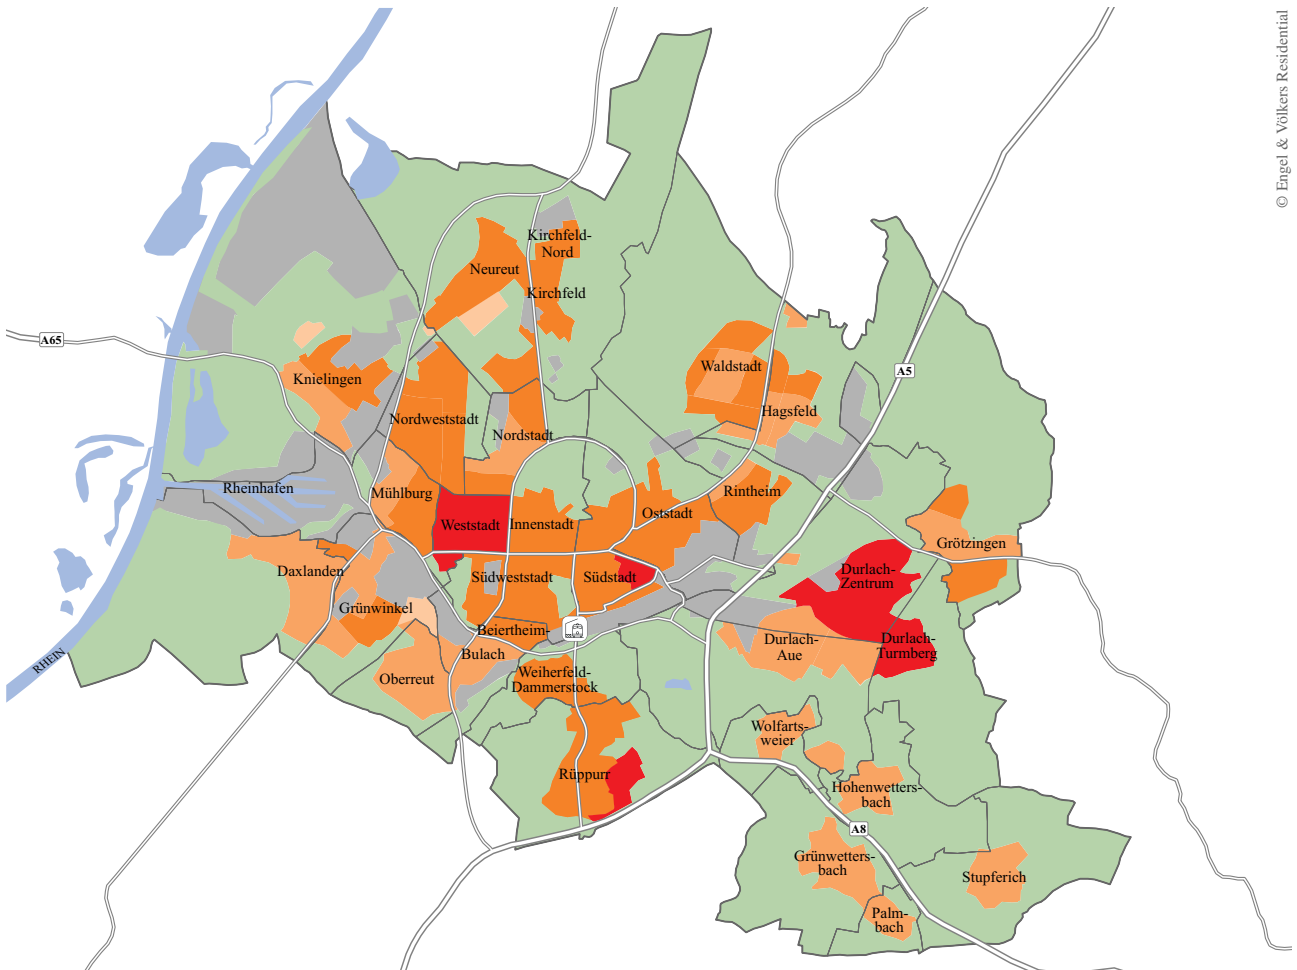 © Engel & Völkers Residential
Kirchfeld-
Nord
Neureut
Kirchfeld
A65
A5
Waldstadt
Knielingen
Hagsfeld
Nordweststadt
Nordstadt
Rheinhafen
Mühlburg
Rintheim
Oststadt
Weststadt
Innenstadt
Grötzingen
Daxlanden
Südweststadt
Südstadt
Durlach-
Zentrum
Grünwinkel
Beiertheim-
Bulach
Durlach-
Aue
Durlach-
Turmberg
RHEIN
Oberreut
Weiherfeld-
Dammerstock
Wolfarts-
weier
Rüppurr
Hohenwetters-
bach
A8
Grünwetters-
bach
Stupferich
Palm-
bach